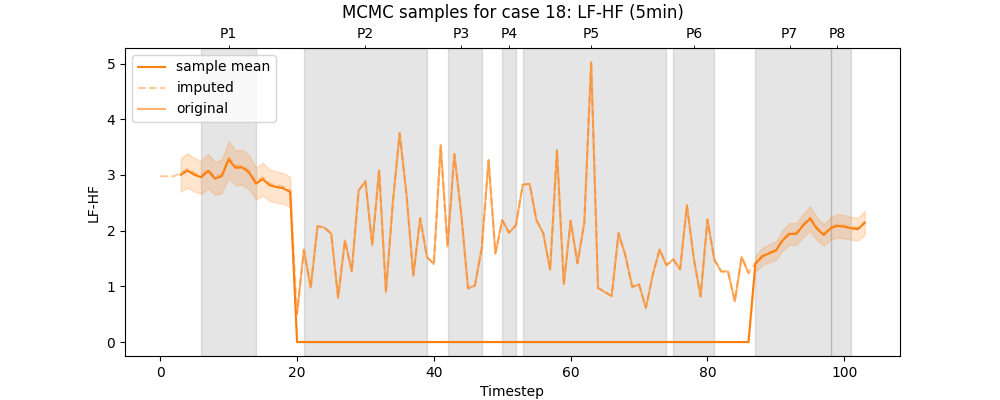 MCMC samples for case 18: LF-HF (5min)
P1 P2 P3 P4 P5 P6 P7 P8
sample mean
imputed
original
LF-HF
5
4
3
2
1
0
0 20 40 60 80 100
Timestep